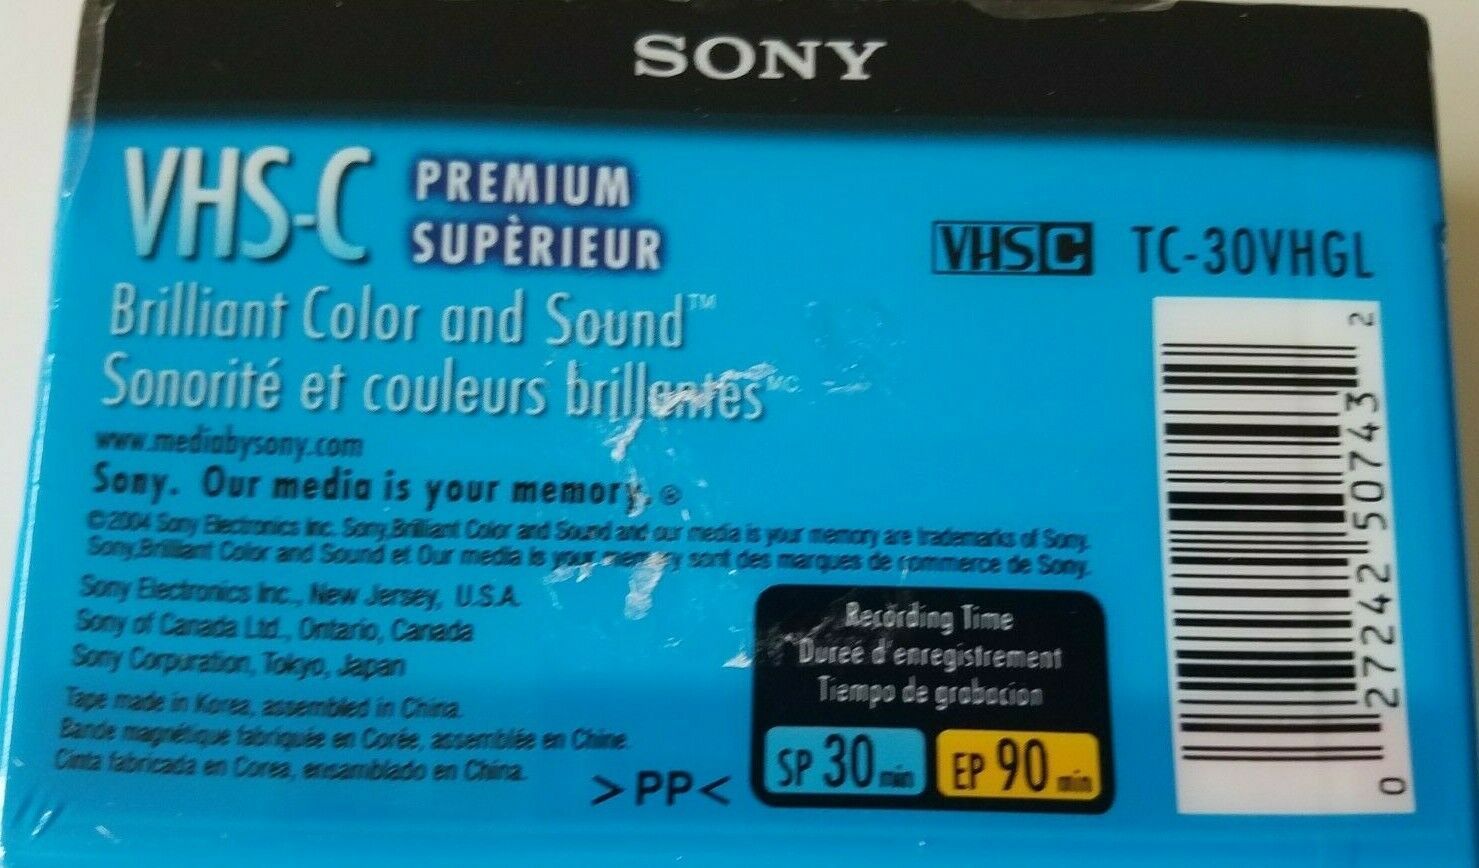 SONY
VHS-C PREMIUM
SUPÈRIEUR
VHSC TC-30VHGL
Brilliant Color and Sound™
Sonorité et couleurs brillantes MC
www.mediabysony.com
Sony. Our media is your memory.®
©2004 Sony Electronics Inc. Sony,Brilliant Color and Sound and our media is your memory are trademarks of Sony.
Sony,Brilliant Color and Sound et Our media is your memory sont des marques de commerce de Sony.
Sony Electronics Inc., New Jersey, U.S.A.
Sony of Canada Ltd., Ontario, Canada
Sony Corporation, Tokyo, Japan
Tape made in Korea, assembled in China.
Bande magnétique fabriquée en Corée, assemblée en Chine.
Cinta fabricada en Corea, ensamblado en China.
>PP<
Recording Time
Dureé d'enregistrement
Tiempo de grabacion
SP 30 min EP 90 min
0 27242 50743 2